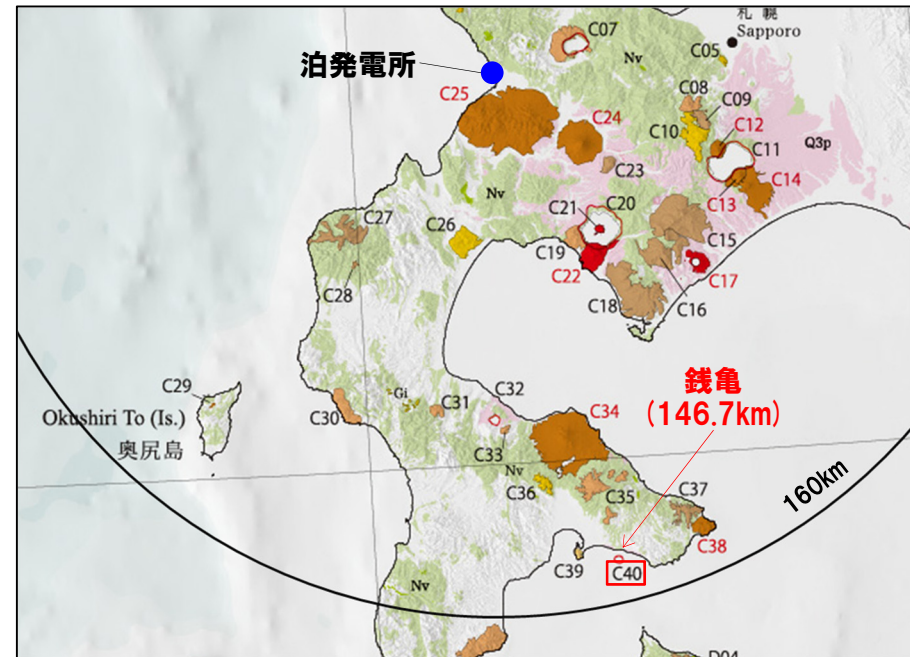 札 幌
Sapporo
C07
Nv
C05
泊発電所
C25
C24
C08
C09
C10
C12
C11
Q3p
C23
C14
C13
Nv
C21
C20
C27
C26
C19
C15
C22
C17
C28
C18
C16
C29
Okushiri To (Is.)
奥尻島
C30
Gi
C31
C32
C34
銭亀
(146.7km)
C33
Nv
C36
C35
C37
160km
C38
C39
C40
Nv
D04